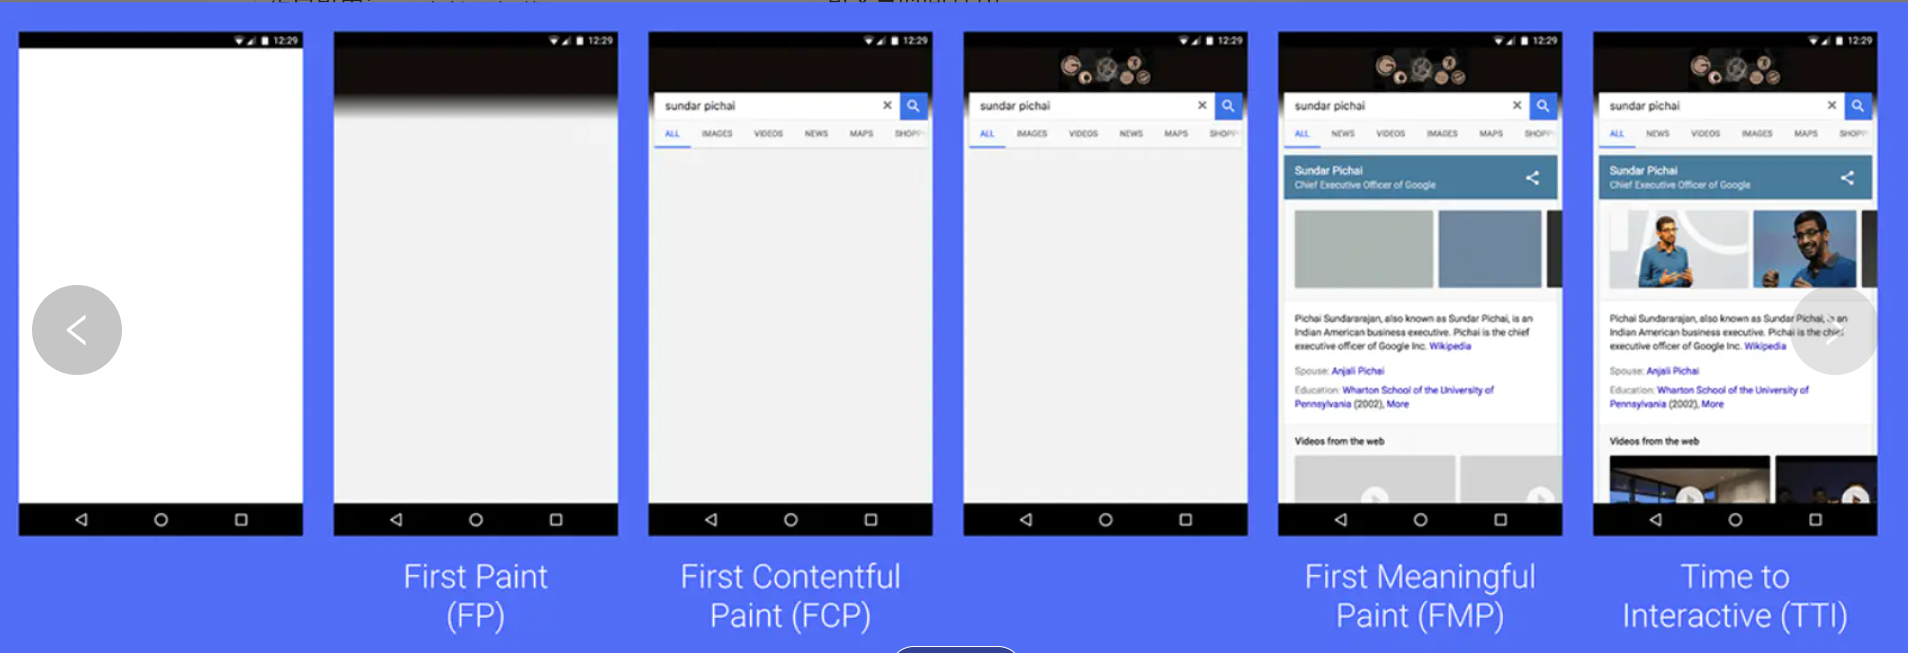 12:29
12:29
First Paint
(FP)
12:29
sundar pichai
ALL IMAGES VIDEOS NEWS MAPS
First Contentful
Paint (FCP)
12:29
sundar pichai
ALL IMAGES VIDEOS NEWS MAPS
12:29
sundar pichai
ALL NEWS VIDEOS IMAGES MAPS
Sundar Pichai
Chief Executive Officer of Google
Pichai Sundararajan, also known as Sundar Pichai, is an
Indian American business executive. Pichai is the chief
executive officer of Google Inc. Wikipedia
Spouse: Anjali Pichai
Education: Wharton School of the University of
Pennsylvania (2002), More
Videos from the web
First Meaningful
Paint (FMP)
12:29
sundar pichai
ALL NEWS VIDEOS IMAGES MAPS
Sundar Pichai
Chief Executive Officer of Google
Pichai Sundararajan, also known as Sundar Pichai, is an
Indian American business executive. Pichai is the chief
executive officer of Google Inc. Wikipedia
Spouse: Anjali Pichai
Education: Wharton School of the University of
Pennsylvania (2002), More
Videos from the web
Time to
Interactive (TTI)